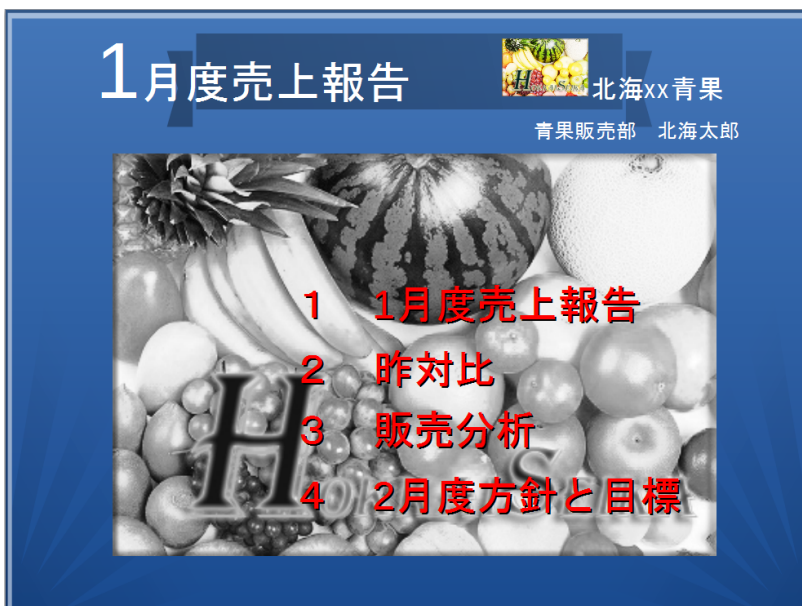 1月度売上報告
北海xx青果
青果販売部　北海太郎
１　1月度売上報告
２　昨対比
３　販売分析
４　2月度方針と目標